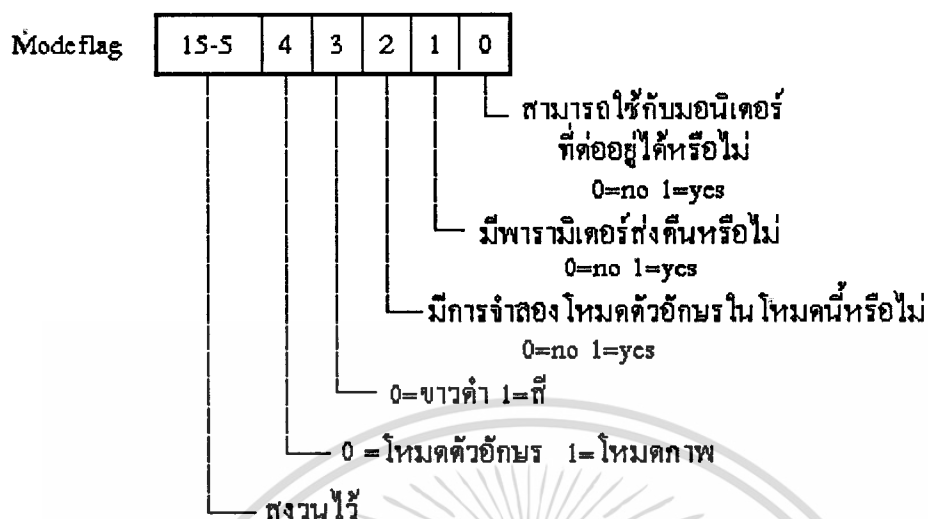 Mode flag 15-5 4 3 2 1 0
สามารถใช้กับมอนิเตอร์
ที่ต่ออยู่ได้หรือไม่
0=no 1=yes
มีพารามิเตอร์ส่งคืนหรือไม่
0=no 1=yes
มีการจำลองโหมดตัวอักษรในโหมดนี้หรือไม่
0=no 1=yes
0=ขาวดำ 1=สี
0 =โหมดตัวอักษร 1=โหมดภาพ
สงวนไว้